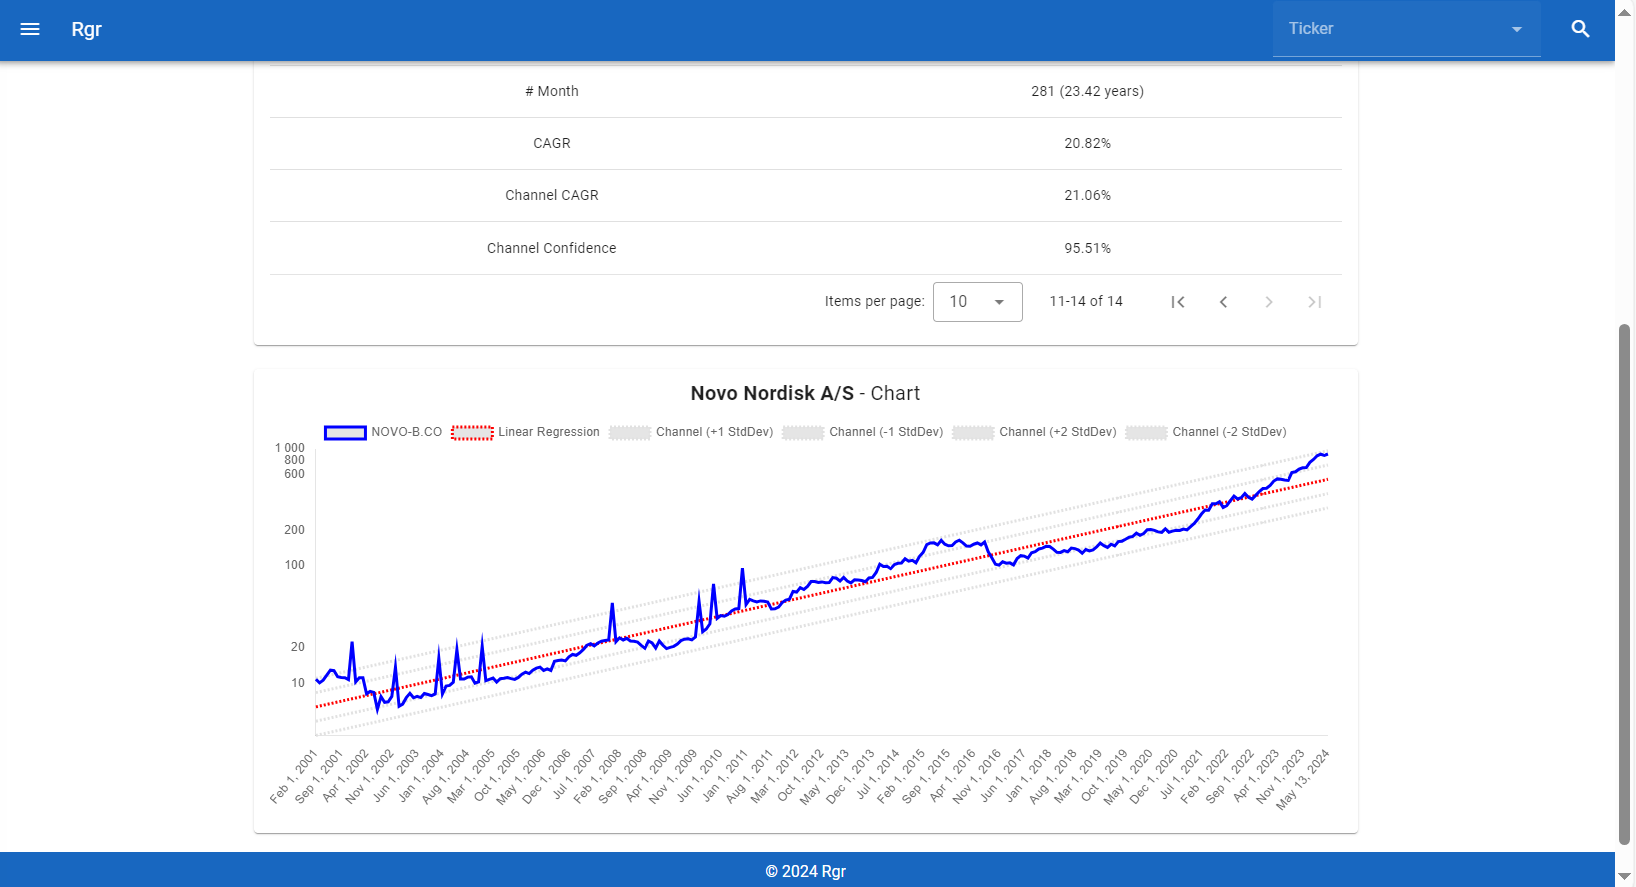 Rgr
Ticker
# Month 281 (23.42 years)
CAGR 20.82%
Channel CAGR 21.06%
Channel Confidence 95.51%
Items per page: 10 11-14 of 14
Novo Nordisk A/S - Chart
NOVO-B.CO Linear Regression Channel (+1 StdDev) Channel (-1 StdDev) Channel (+2 StdDev) Channel (-2 StdDev)
1 000
800
600
200
100
20
10
Feb 1, 2001
Sep 1, 2001
Apr 1, 2002
Nov 1, 2002
Jun 1, 2003
Jan 1, 2004
Aug 1, 2004
Mar 1, 2005
Oct 1, 2005
May 1, 2006
Dec 1, 2006
Jul 1, 2007
Feb 1, 2008
Sep 1, 2008
Apr 1, 2009
Nov 1, 2009
Jun 1, 2010
Jan 1, 2011
Aug 1, 2011
Mar 1, 2012
Oct 1, 2012
May 1, 2013
Dec 1, 2013
Jul 1, 2014
Feb 1, 2015
Sep 1, 2015
Apr 1, 2016
Nov 1, 2016
Jun 1, 2017
Jan 1, 2018
Aug 1, 2018
Mar 1, 2019
Oct 1, 2019
May 1, 2020
Dec 1, 2020
Jul 1, 2021
Feb 1, 2022
Sep 1, 2022
Apr 1, 2023
Nov 1, 2023
May 13, 2024
© 2024 Rgr